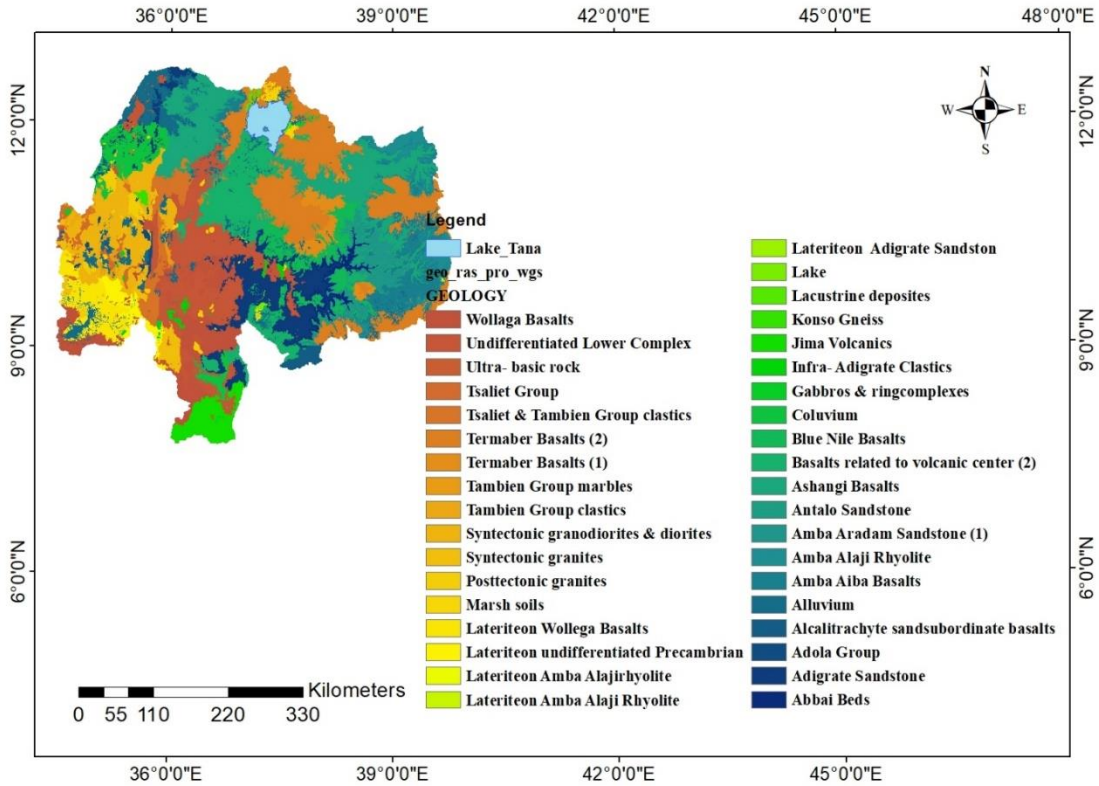 36°0'0"E 39°0'0"E 42°0'0"E 45°0'0"E 48°0'0"E
12°0'0"N
9°0'0"N
6°0'0"N
N
W E
S
12°0'0"N
9°0'0"N
6°0'0"N
Legend
Lake_Tana
geo_ras_pro_wgs
GEOLOGY
Wollaga Basalts
Undifferentiated Lower Complex
Ultra- basic rock
Tsaliet Group
Tsaliet & Tambien Group clastics
Termaber Basalts (2)
Termaber Basalts (1)
Tambien Group marbles
Tambien Group clastics
Syntectonic granodiorites & diorites
Syntectonic granites
Posttectonic granites
Marsh soils
Lateriteon Wollega Basalts
Lateriteon undifferentiated Precambrian
Lateriteon Amba Alajirhyolite
Lateriteon Amba Alaji Rhyolite
Lateriteon Adigrate Sandston
Lake
Lacustrine deposites
Konso Gneiss
Jima Volcanics
Infra- Adigrate Clastics
Gabbros & ringcomplexes
Coluvium
Blue Nile Basalts
Basalts related to volcanic center (2)
Ashangi Basalts
Antalo Sandstone
Amba Aradam Sandstone (1)
Amba Alaji Rhyolite
Amba Aiba Basalts
Alluvium
Alcalitrachyte sandsubordinate basalts
Adola Group
Adigrate Sandstone
Abbai Beds
Kilometers
0 55 110 220 330
36°0'0"E 39°0'0"E 42°0'0"E 45°0'0"E